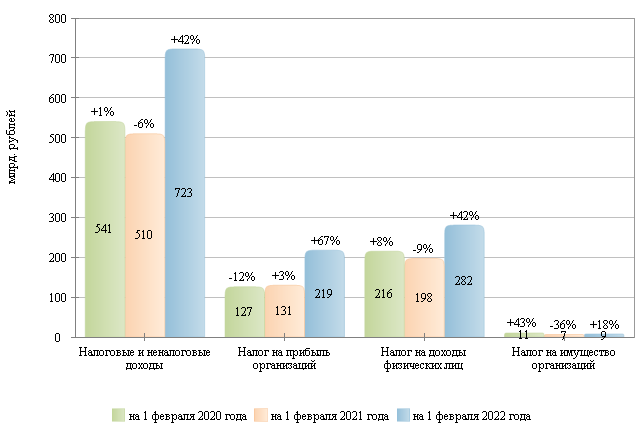 млрд. рублей
800
700
600
500
400
300
200
100
0
+1%
-6%
+42%
541
510
723
-12%
+3%
+67%
127
131
219
+8%
-9%
+42%
216
198
282
+43%
-36%
+18%
11
7
9
Налоговые и неналоговые
доходы
Налог на прибыль
организаций
Налог на доходы
физических лиц
Налог на имущество
организаций
на 1 февраля 2020 года
на 1 февраля 2021 года
на 1 февраля 2022 года